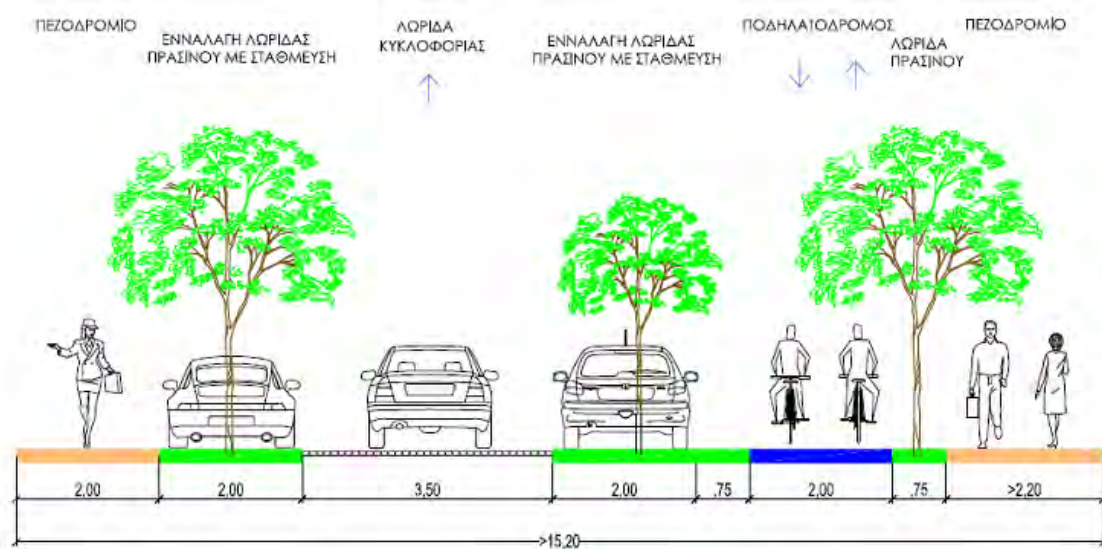 ΠΕΖΟΔΡΟΜΙΟ
ΕΝΝΑΛΑΓΗ ΛΩΡΙΔΑΣ
ΠΡΑΣΙΝΟΥ ΜΕ ΣΤΑΘΜΕΥΣΗ
ΛΩΡΙΔΑ
ΚΥΚΛΟΦΟΡΙΑΣ
ΕΝΝΑΛΑΓΗ ΛΩΡΙΔΑΣ
ΠΡΑΣΙΝΟΥ ΜΕ ΣΤΑΘΜΕΥΣΗ
ΠΟΔΗΛΑΤΟΔΡΟΜΟΣ
ΛΩΡΙΔΑ
ΠΡΑΣΙΝΟΥ
ΠΕΖΟΔΡΟΜΙΟ
2,00 2,00 3,50 2,00 ,75 2,00 ,75 >2,20
>15,20